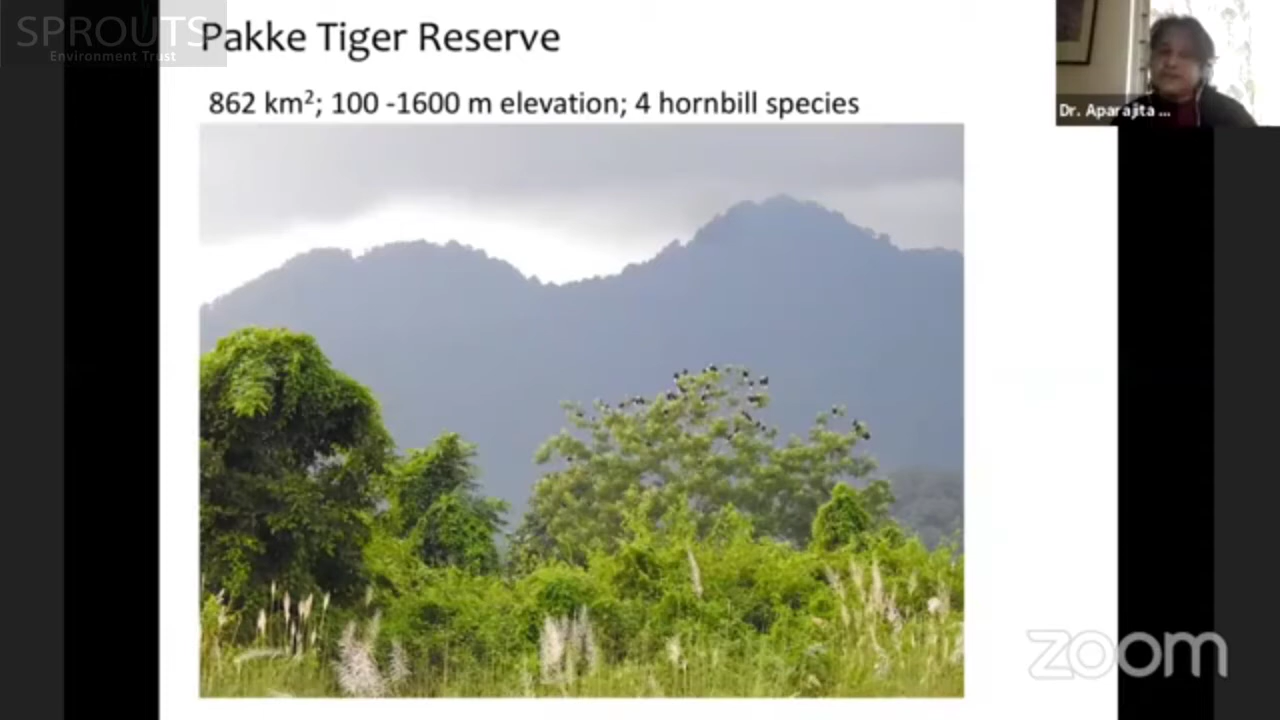 SPROUTS
Environment Trust
Pakke Tiger Reserve
862 km²; 100 -1600 m elevation; 4 hornbill species
Dr. Aparajita ...
zoom